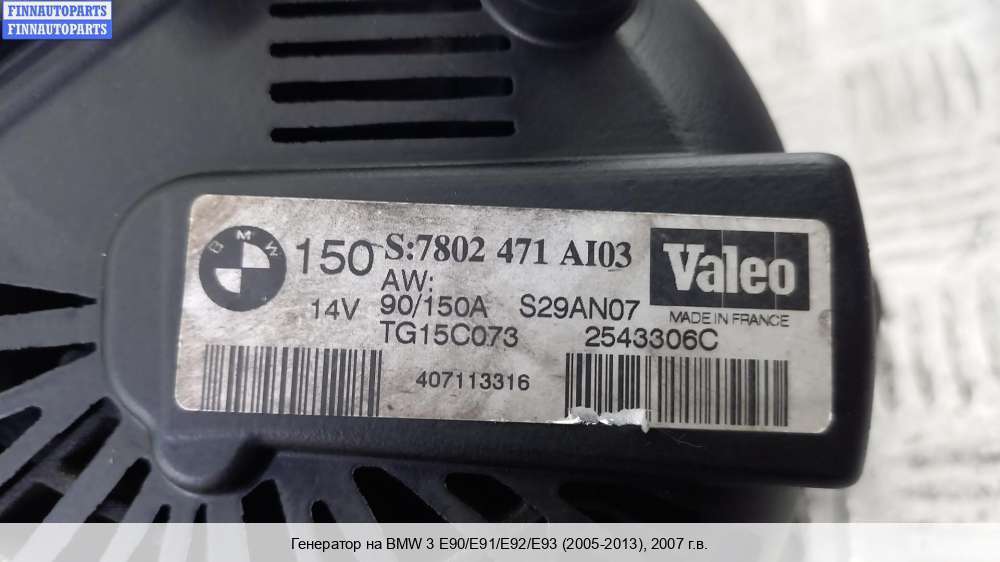 FINNAUTOPARTS
FINNAUTOPARTS
BMW
150 S:7802 471 AI03
Valeo
AW:
14V 90/150A S29AN07
MADE IN FRANCE
TG15C073 2543306C
407113316
Генератор на BMW 3 E90/E91/E92/E93 (2005-2013), 2007 г.в.